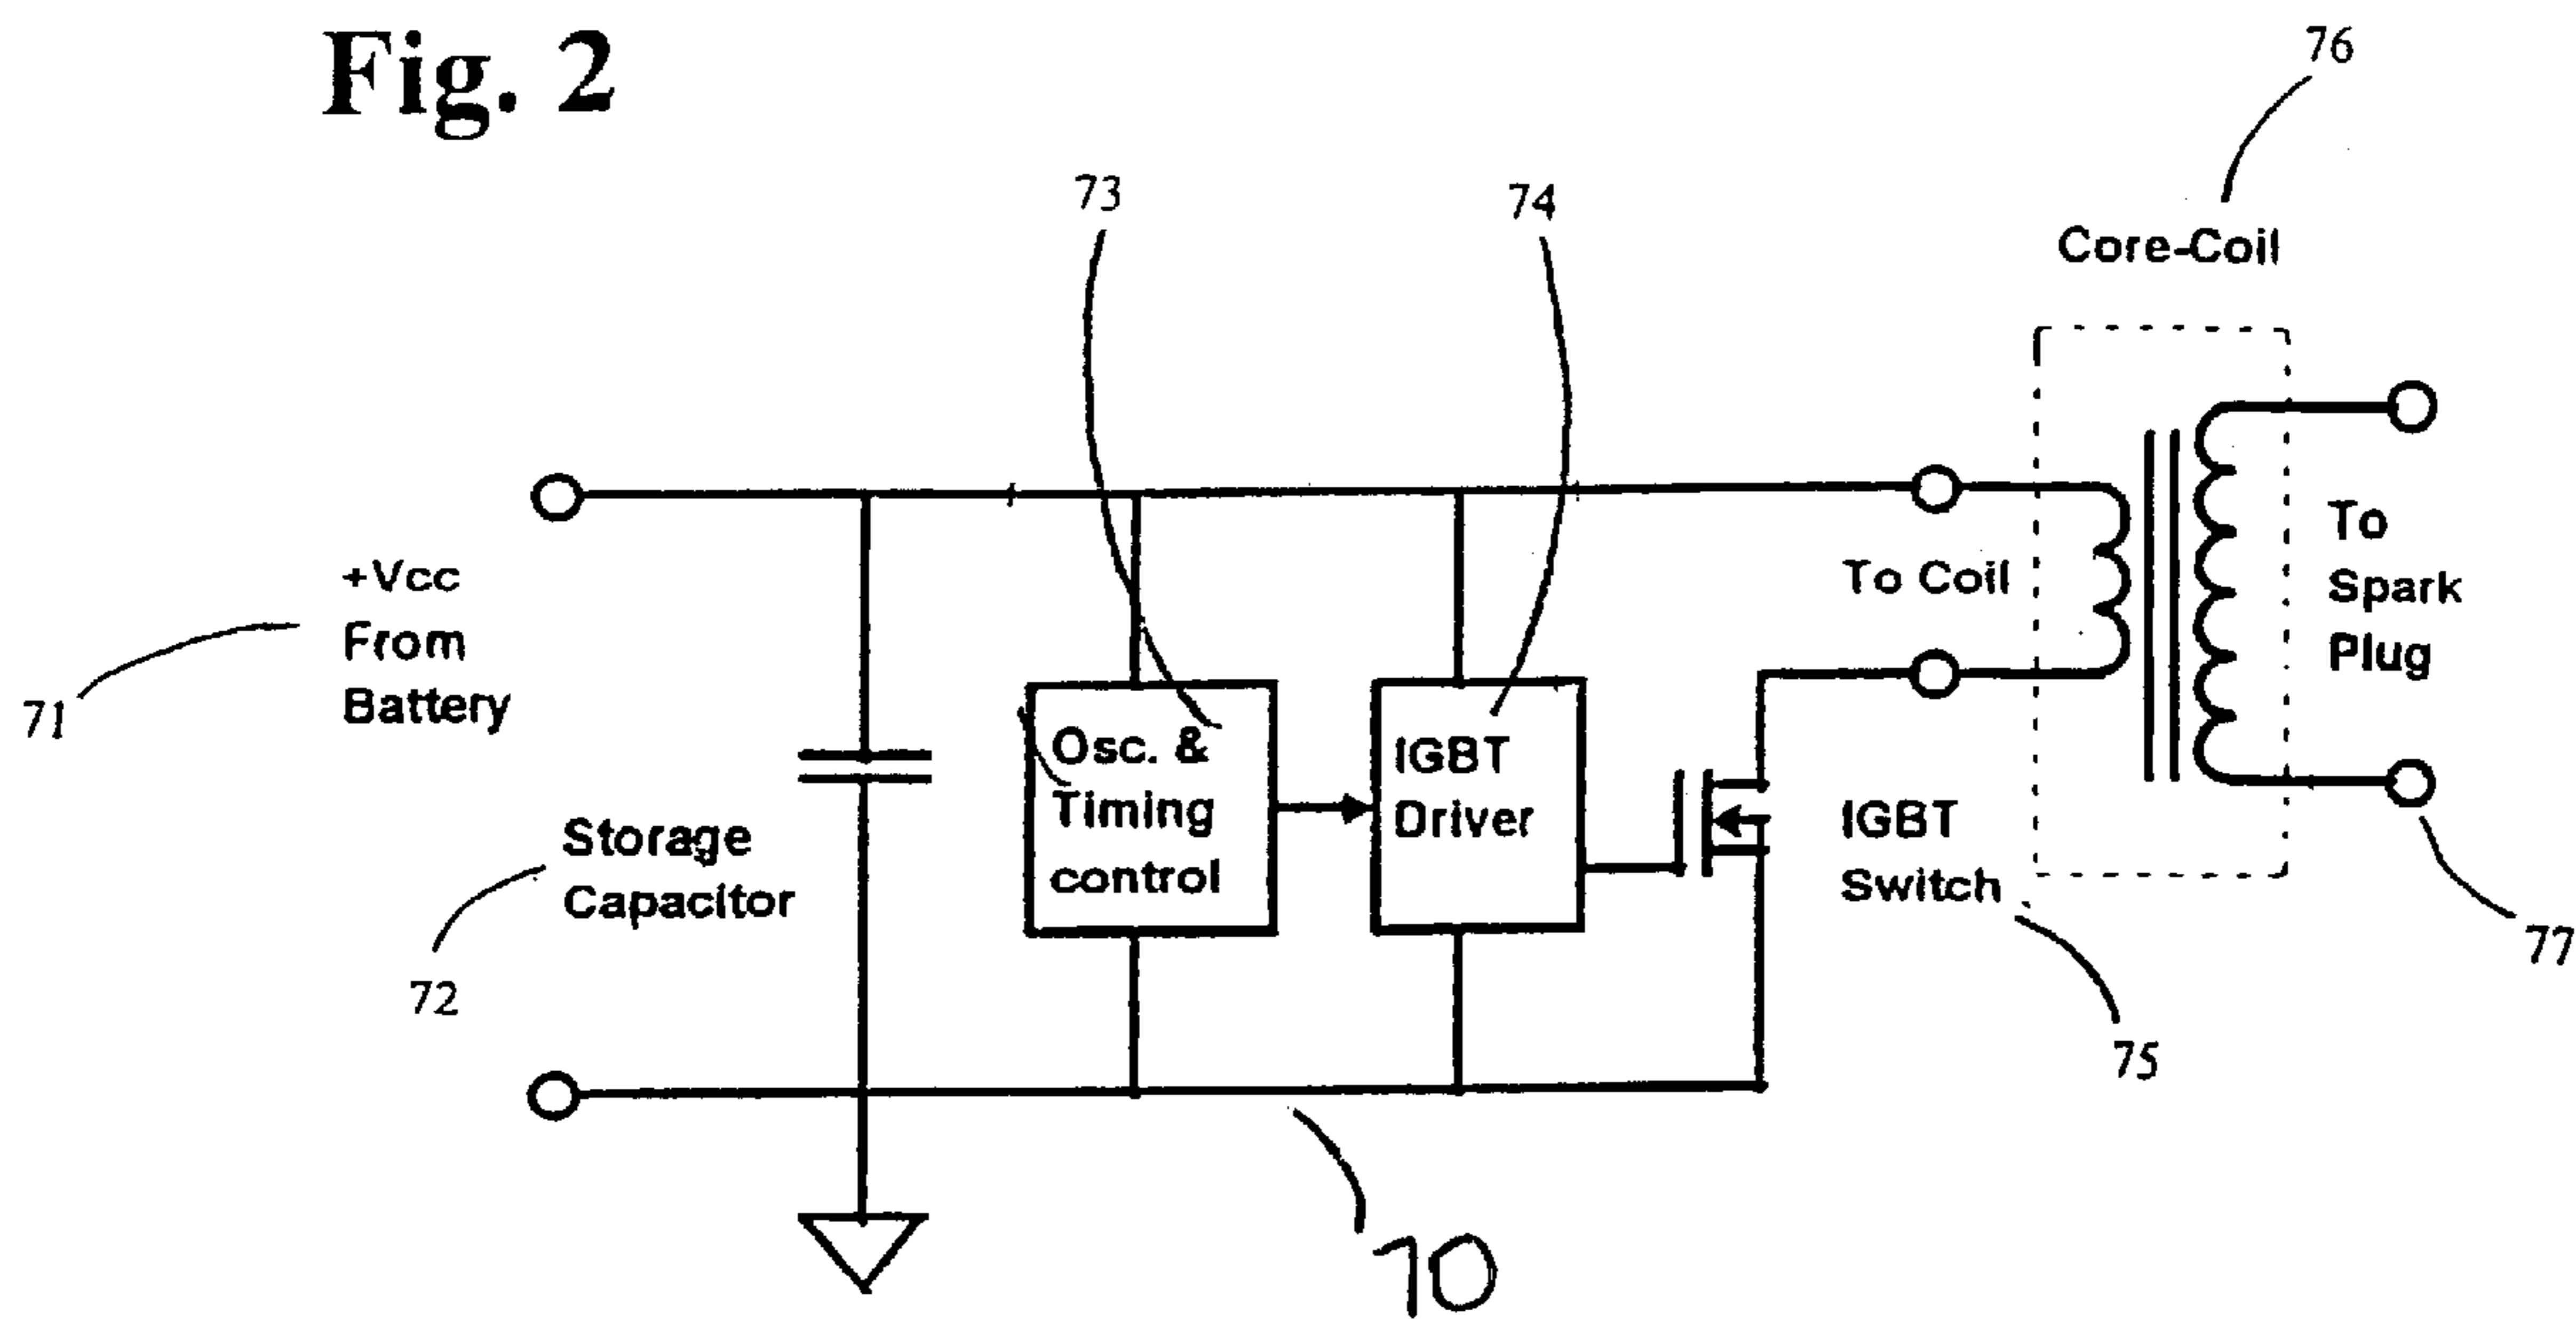 Fig. 2
76
73
74
Core-Coil
+Vcc
From
Battery
71
To Coil
To
Spark
Plug
Osc. &
Timing
control
IGBT
Driver
IGBT
Switch
Storage
Capacitor
72
77
75
70